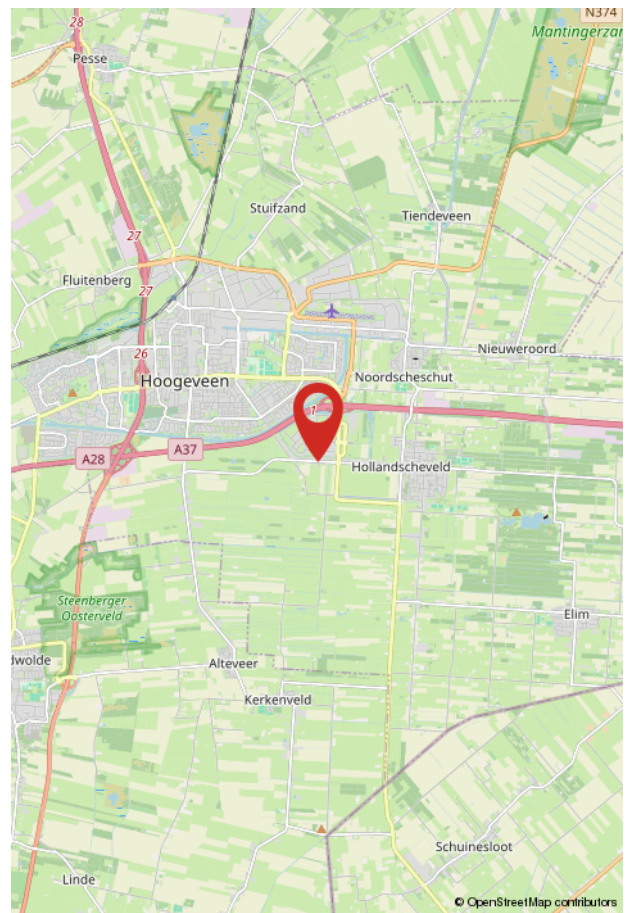 28
N374
Mantingerzan
Pesse
Stuifzand
Tiendeveen
27
Fluitenberg
27
26
Nieuweroord
Hoogeveen
Noordscheschut
1
A37
A28
Hollandscheveld
Steenberger
Oosterveld
Elim
dwolde
Alteveer
Kerkenveld
Schuinesloot
Linde
© OpenStreetMap contributors